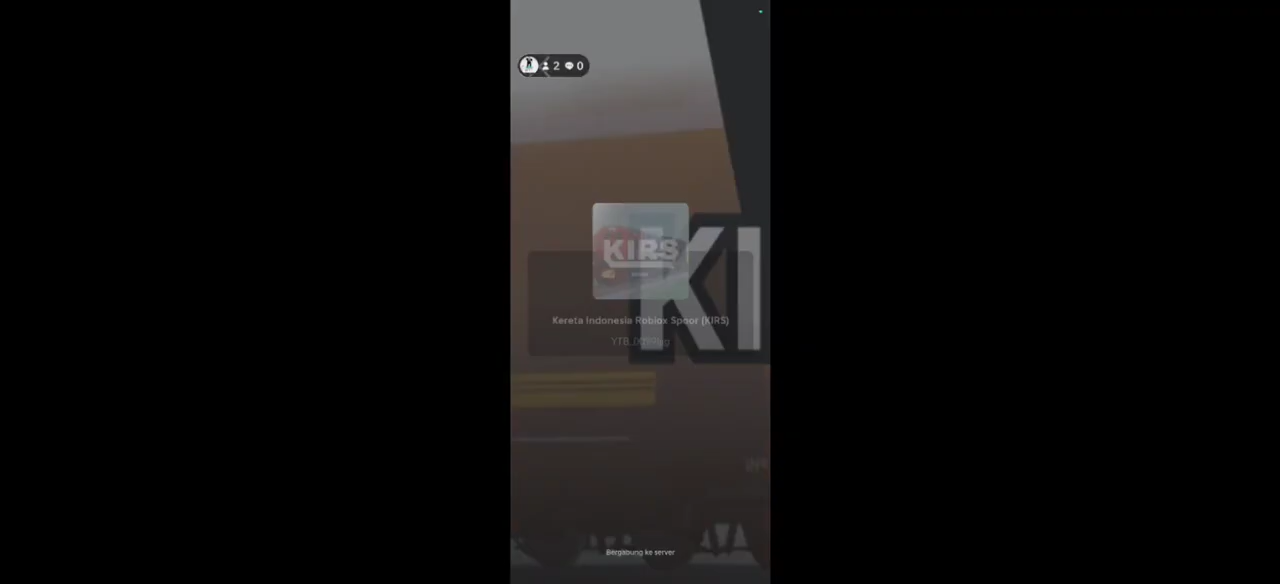 2 0
KIRS
KI
Kereta Indonesia Roblox Spoor (KIRS)
Bergabung ke server